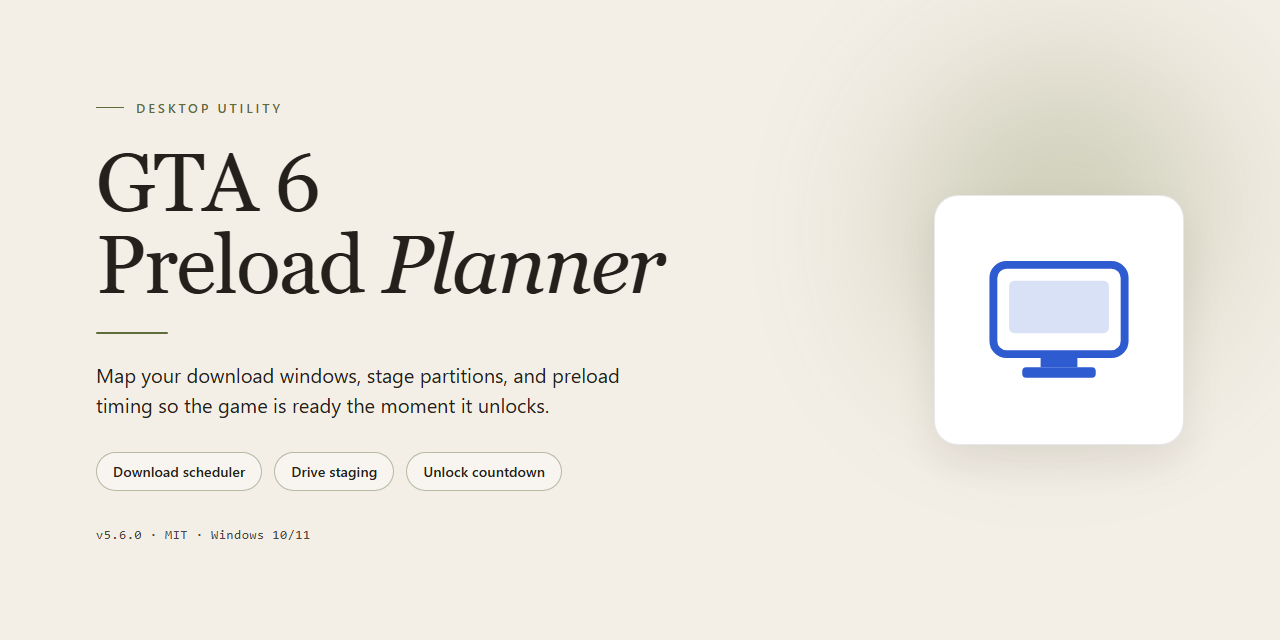 DESKTOP UTILITY
GTA 6
Preload Planner
Map your download windows, stage partitions, and preload
timing so the game is ready the moment it unlocks.
Download scheduler
Drive staging
Unlock countdown
v5.6.0 · MIT · Windows 10/11